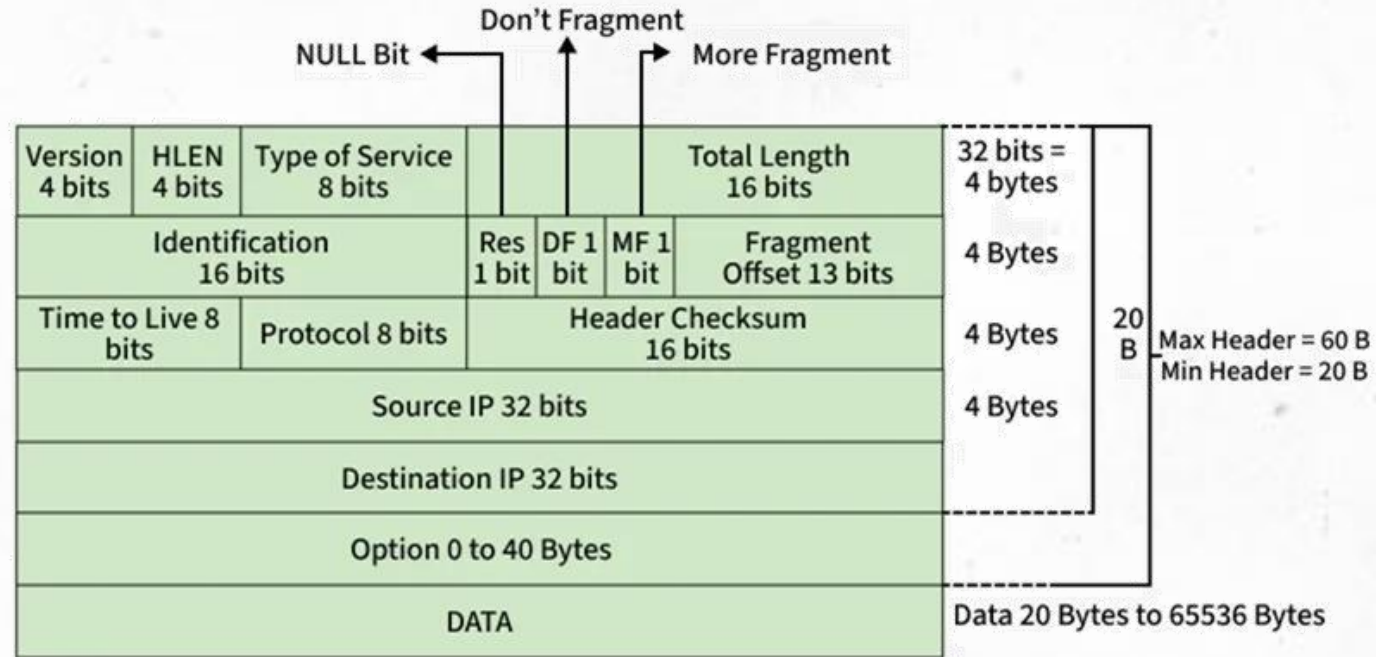 Don't Fragment
NULL Bit
More Fragment
Version
4 bits
HLEN
4 bits
Type of Service
8 bits
Total Length
16 bits
32 bits =
4 bytes
Identification
16 bits
Res
1 bit
DF 1
bit
MF 1
bit
Fragment
Offset 13 bits
4 Bytes
Time to Live 8
bits
Protocol 8 bits
Header Checksum
16 bits
4 Bytes
20
B
Max Header = 60 B
Min Header = 20 B
Source IP 32 bits
4 Bytes
Destination IP 32 bits
Option 0 to 40 Bytes
DATA
Data 20 Bytes to 65536 Bytes